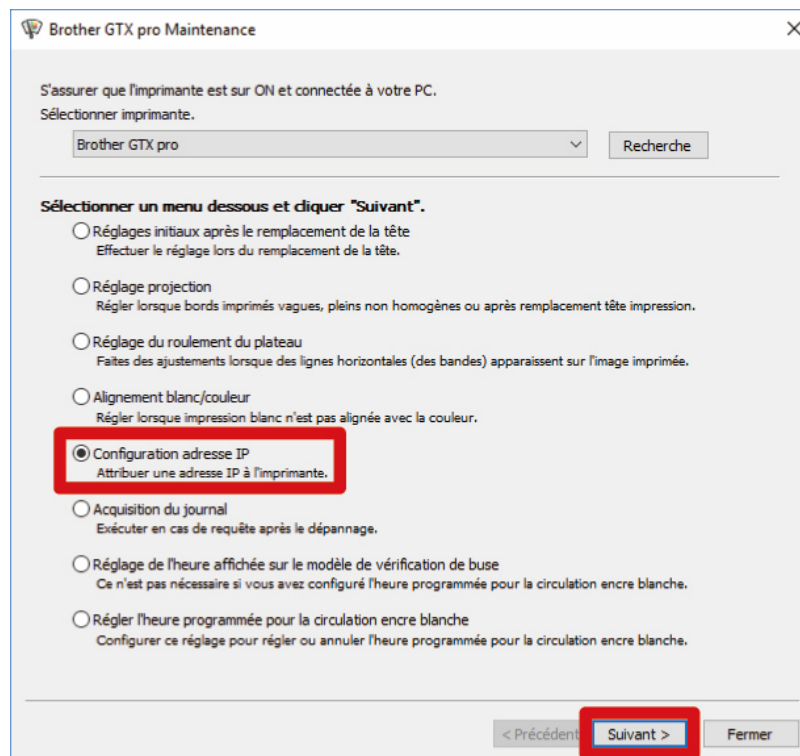 Brother GTX pro Maintenance
S'assurer que l'imprimante est sur ON et connectée à votre PC.
Sélectionner imprimante.
Brother GTX pro
Recherche
Sélectionner un menu dessous et cliquer "Suivant".
Réglages initiaux après le remplacement de la tête
Effectuer le réglage lors du remplacement de la tête.
Réglage projection
Régler lorsque bords imprimés vagues, pleins non homogènes ou après remplacement tête impression.
Réglage du roulement du plateau
Faites des ajustements lorsque des lignes horizontales (des bandes) apparaissent sur l'image imprimée.
Alignement blanc/couleur
Régler lorsque impression blanc n'est pas alignée avec la couleur.
Configuration adresse IP
Attribuer une adresse IP à l'imprimante.
Acquisition du journal
Exécuter en cas de requête après le dépannage.
Réglage de l'heure affichée sur le modèle de vérification de buse
Ce n'est pas nécessaire si vous avez configuré l'heure programmée pour la circulation encre blanche.
Régler l'heure programmée pour la circulation encre blanche
Configurer ce réglage pour régler ou annuler l'heure programmée pour la circulation encre blanche.
< Précédent
Suivant >
Fermer